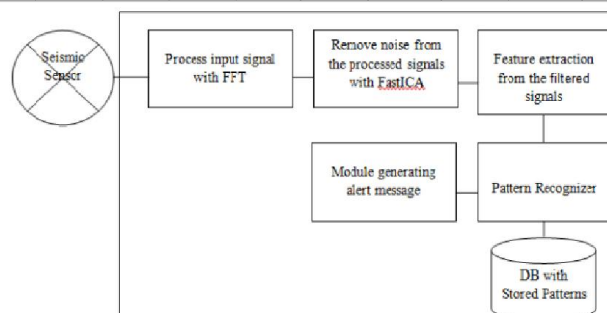 Seismic
Sensor
Process input signal
with FFT
Remove noise from
the processed signals
with FastICA
Feature extraction
from the filtered
signals
Module generating
alert message
Pattern Recognizer
DB with
Stored Patterns